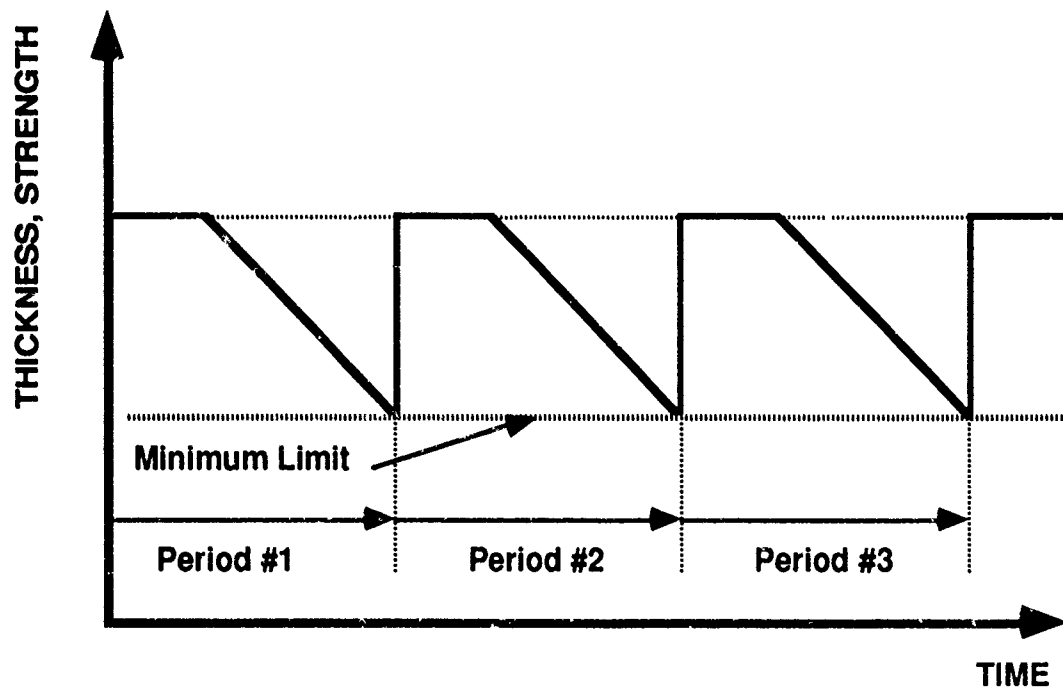 THICKNESS, STRENGTH
Minimum Limit
Period #1
Period #2
Period #3
TIME